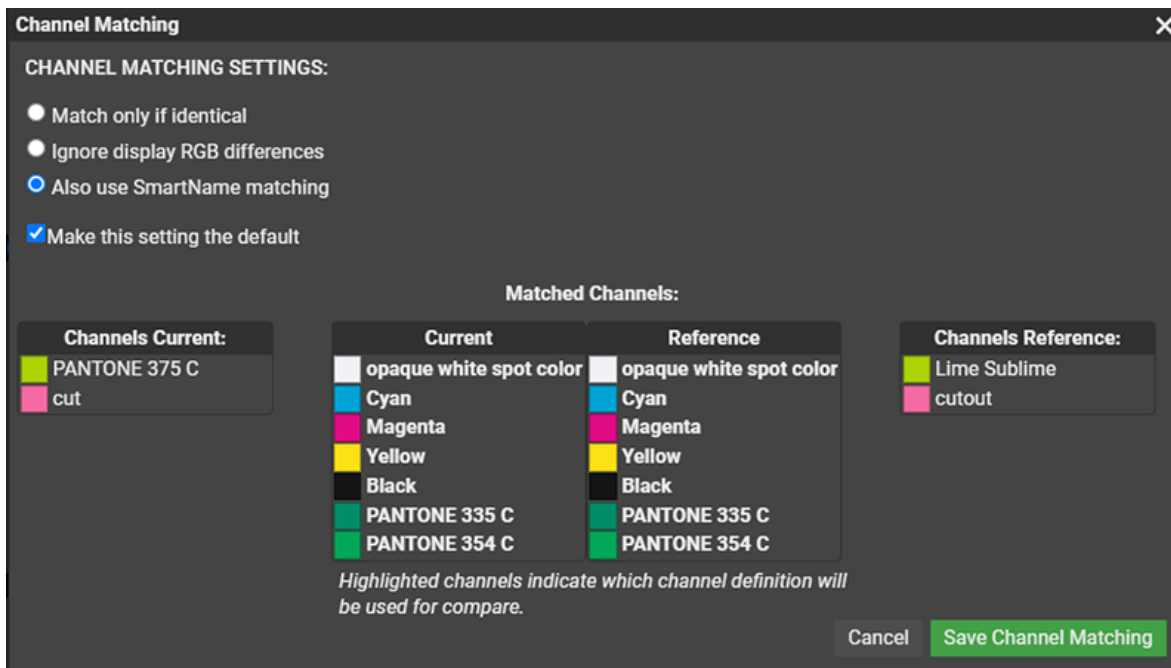 Channel Matching
CHANNEL MATCHING SETTINGS:
Match only if identical
Ignore display RGB differences
Also use SmartName matching
Make this setting the default
Matched Channels:
Channels Current:
PANTONE 375 C
cut
Current
Reference
opaque white spot color
opaque white spot color
Cyan
Cyan
Magenta
Magenta
Yellow
Yellow
Black
Black
PANTONE 335 C
PANTONE 335 C
PANTONE 354 C
PANTONE 354 C
Highlighted channels indicate which channel definition will
be used for compare.
Channels Reference:
Lime Sublime
cutout
Cancel
Save Channel Matching